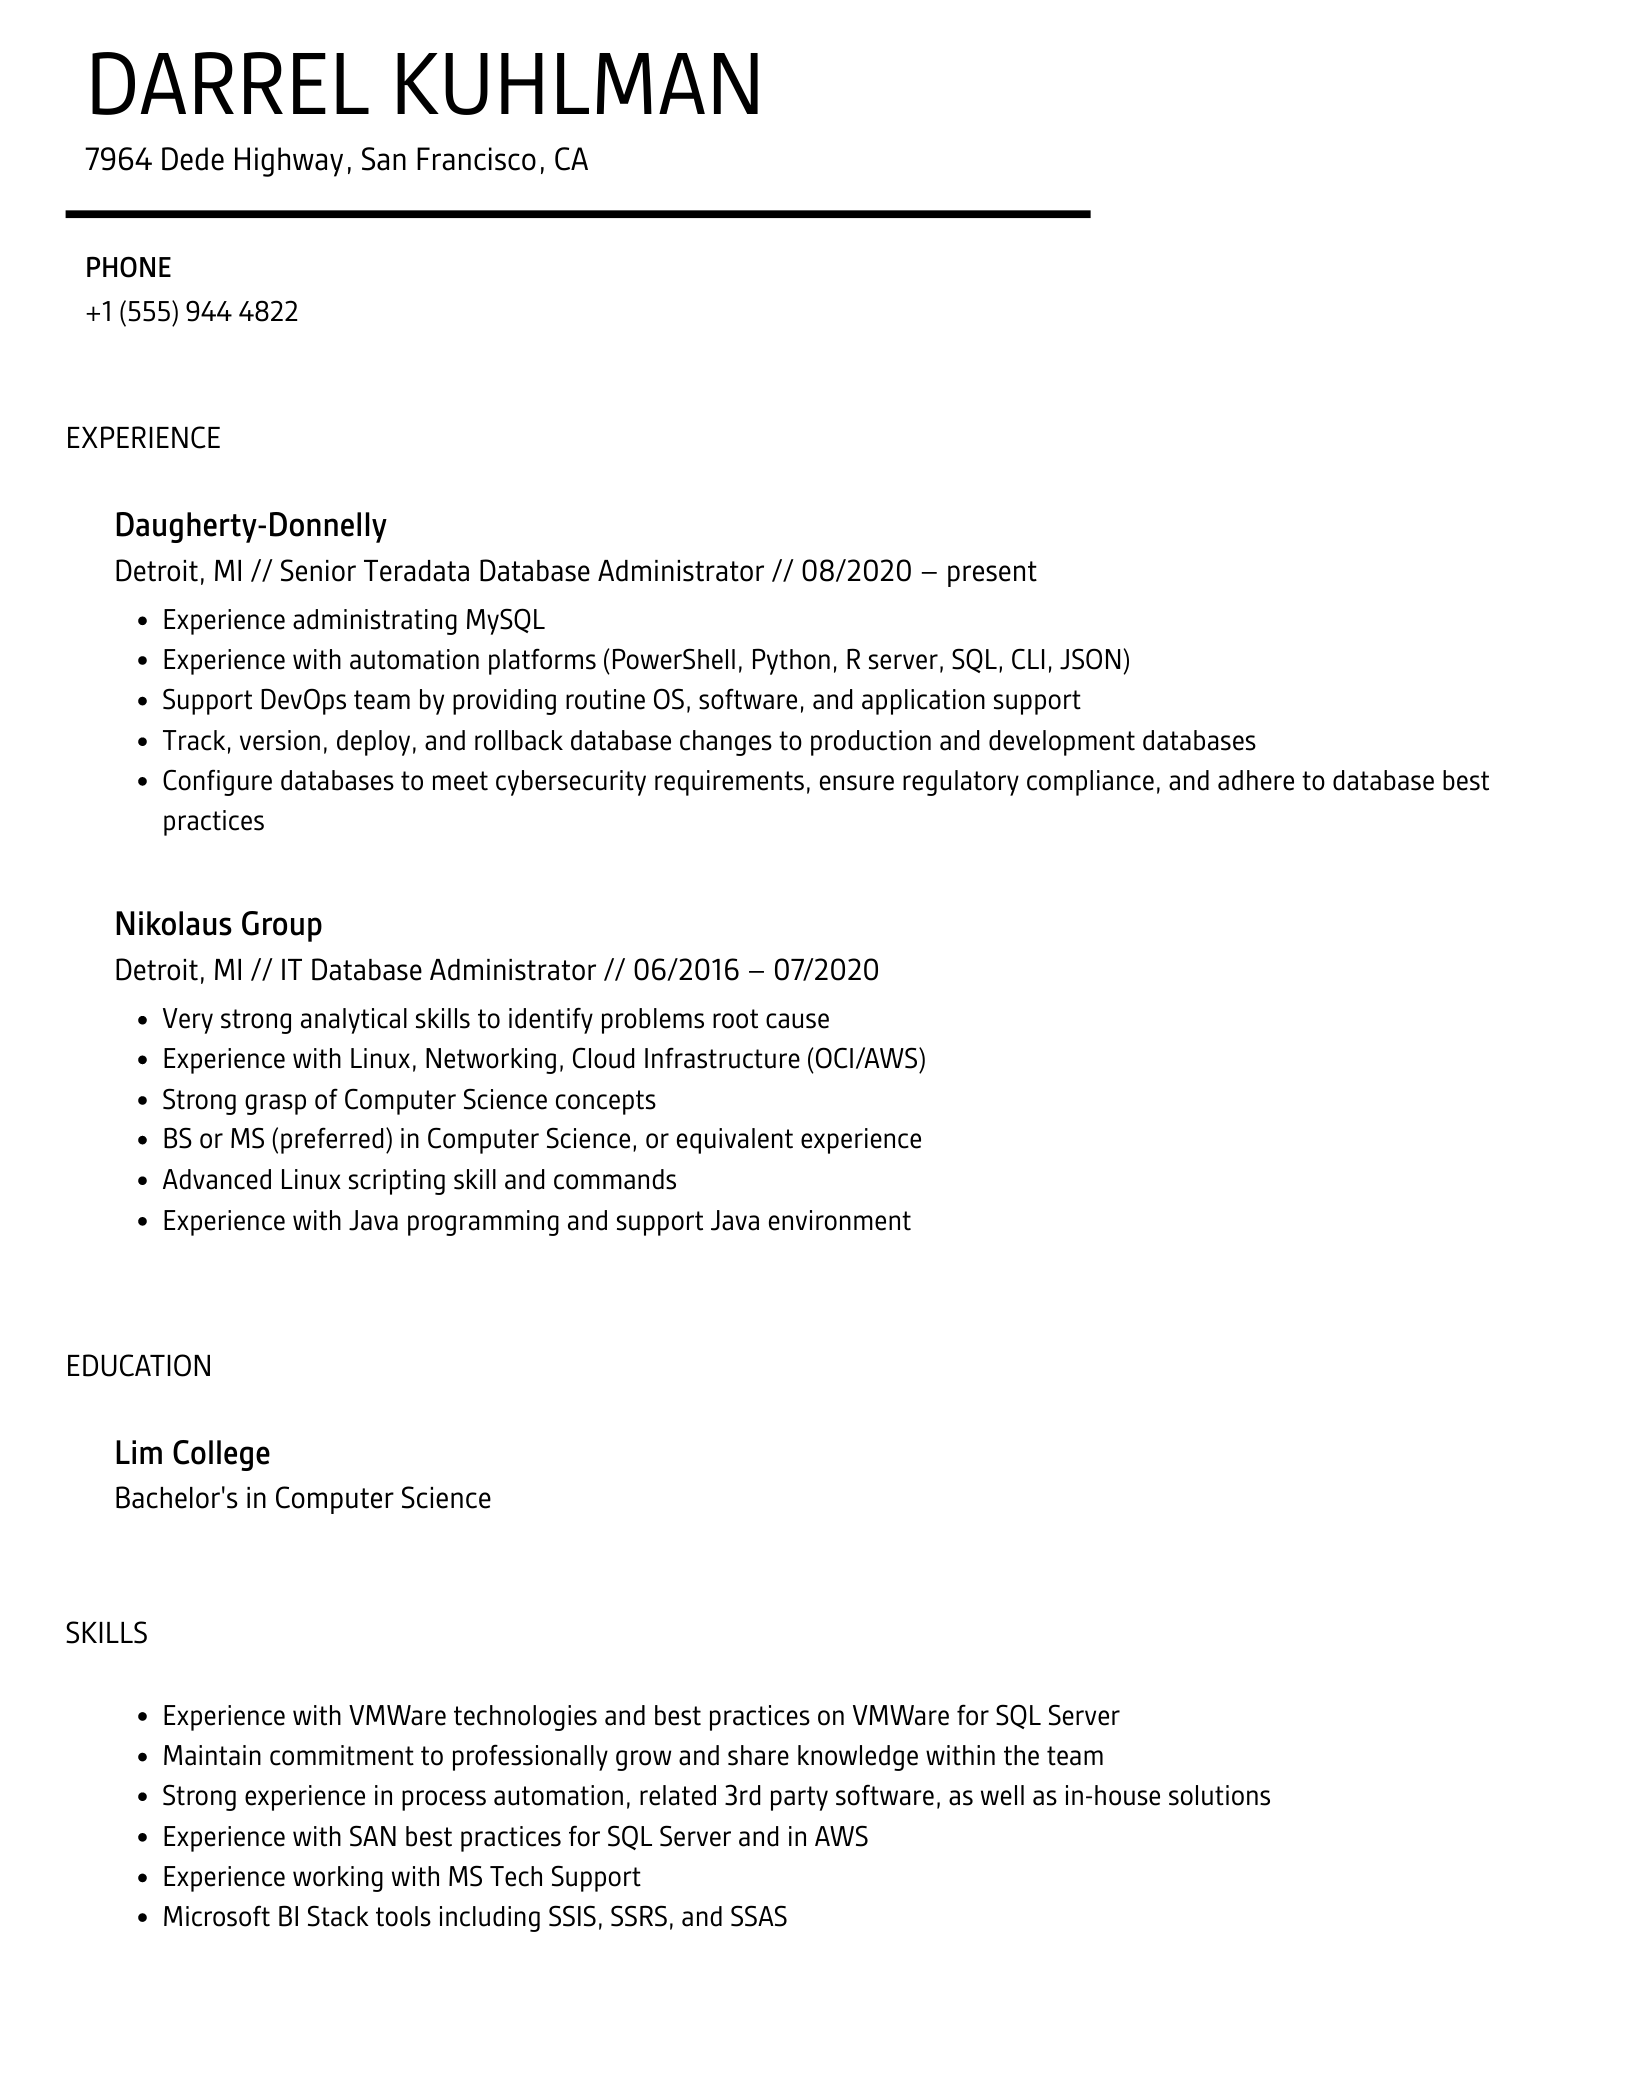 DARREL KUHLMAN
7964 Dede Highway, San Francisco, CA
PHONE
+1 (555) 944 4822
EXPERIENCE
Daugherty-Donnelly
Detroit, MI // Senior Teradata Database Administrator // 08/2020 – present
• Experience administrating MySQL
• Experience with automation platforms (PowerShell, Python, R server, SQL, CLI, JSON)
• Support DevOps team by providing routine OS, software, and application support
• Track, version, deploy, and rollback database changes to production and development databases
• Configure databases to meet cybersecurity requirements, ensure regulatory compliance, and adhere to database best
practices
Nikolaus Group
Detroit, MI // IT Database Administrator // 06/2016 – 07/2020
• Very strong analytical skills to identify problems root cause
• Experience with Linux, Networking, Cloud Infrastructure (OCI/AWS)
• Strong grasp of Computer Science concepts
• BS or MS (preferred) in Computer Science, or equivalent experience
• Advanced Linux scripting skill and commands
• Experience with Java programming and support Java environment
EDUCATION
Lim College
Bachelor's in Computer Science
SKILLS
• Experience with VMWare technologies and best practices on VMWare for SQL Server
• Maintain commitment to professionally grow and share knowledge within the team
• Strong experience in process automation, related 3rd party software, as well as in-house solutions
• Experience with SAN best practices for SQL Server and in AWS
• Experience working with MS Tech Support
• Microsoft BI Stack tools including SSIS, SSRS, and SSAS